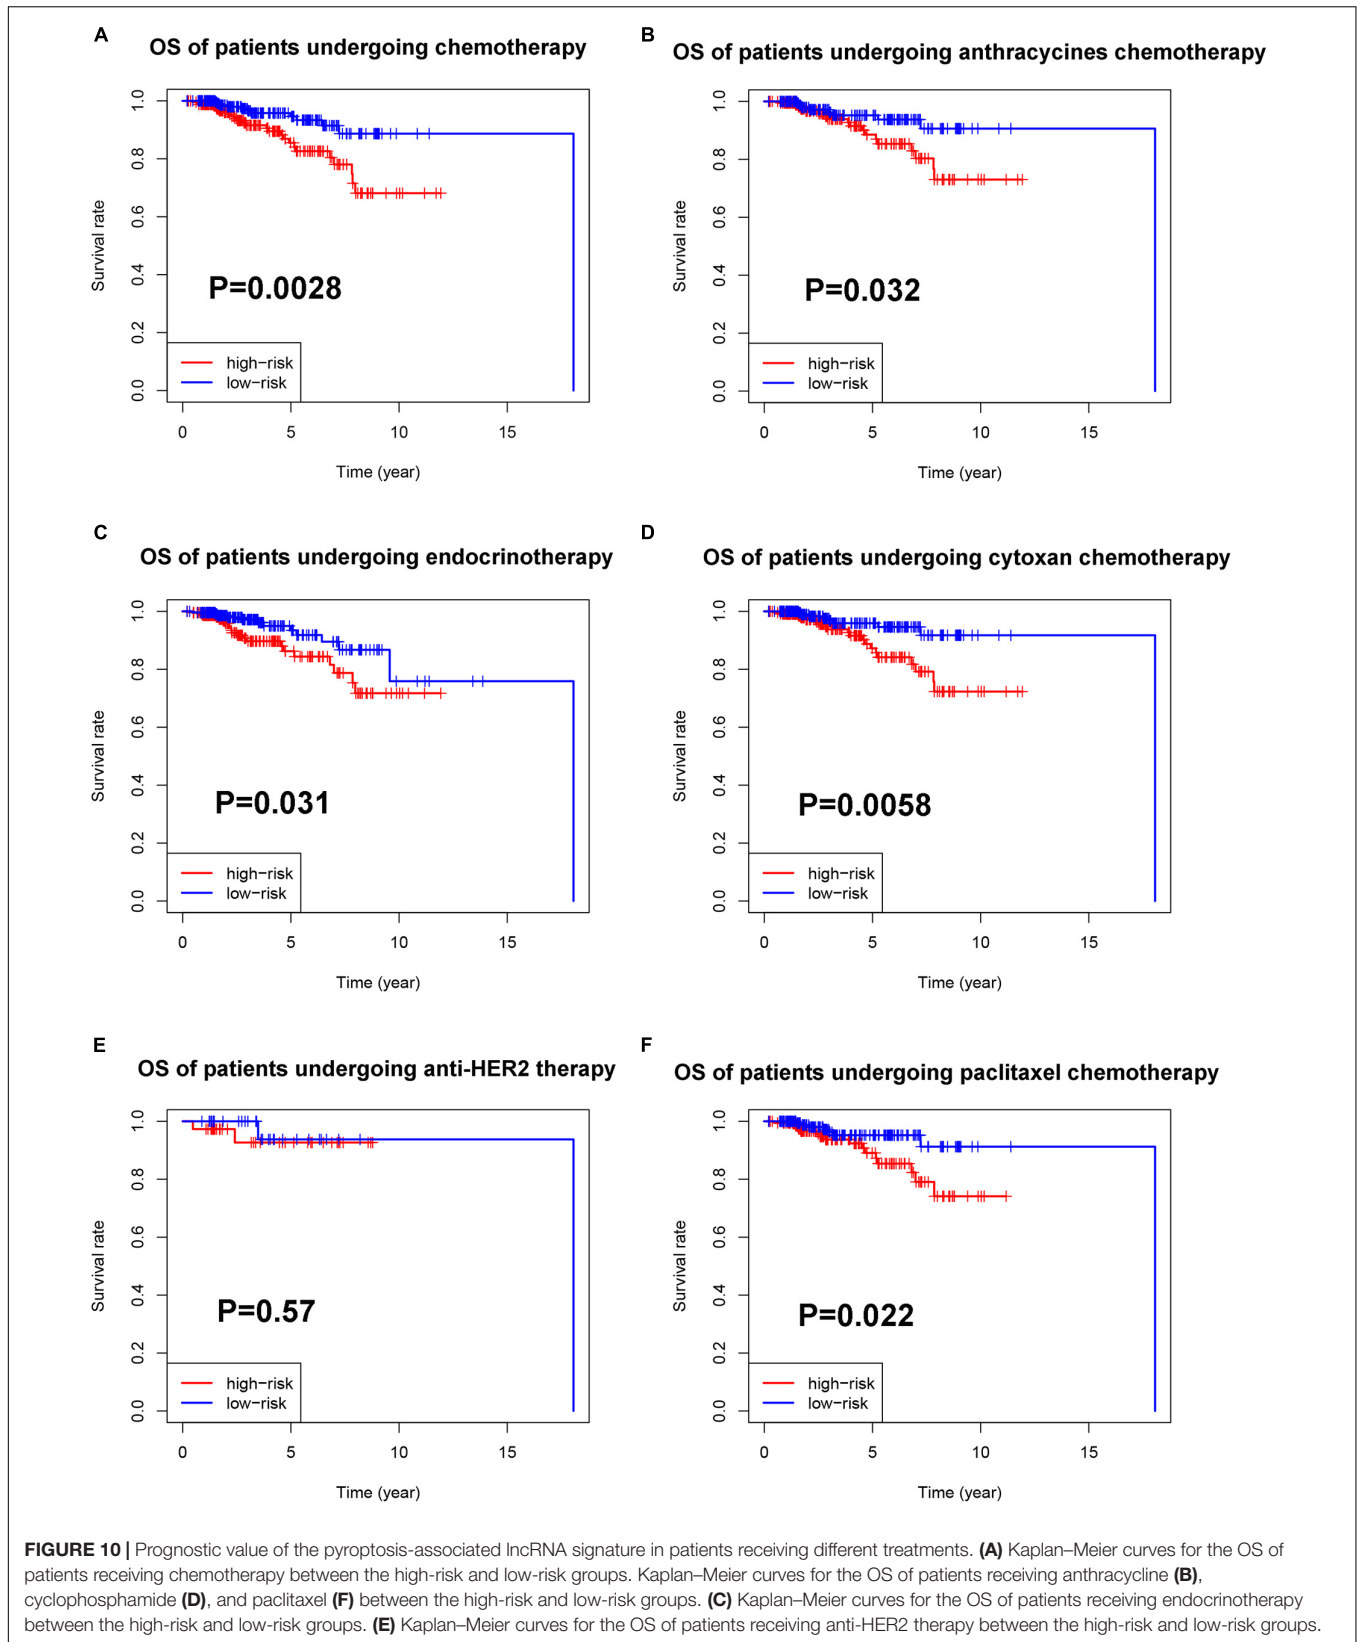 A
OS of patients undergoing chemotherapy
Survival rate
1.0
0.8
0.6
0.4
0.2
0.0
P=0.0028
high−risk
low−risk
0 5 10 15
Time (year)
B
OS of patients undergoing anthracycines chemotherapy
Survival rate
1.0
0.8
0.6
0.4
0.2
0.0
P=0.032
high−risk
low−risk
0 5 10 15
Time (year)
C
OS of patients undergoing endocrinotherapy
Survival rate
1.0
0.8
0.6
0.4
0.2
0.0
P=0.031
high−risk
low−risk
0 5 10 15
Time (year)
D
OS of patients undergoing cytoxan chemotherapy
Survival rate
1.0
0.8
0.6
0.4
0.2
0.0
P=0.0058
high−risk
low−risk
0 5 10 15
Time (year)
E
OS of patients undergoing anti-HER2 therapy
Survival rate
1.0
0.8
0.6
0.4
0.2
0.0
P=0.57
high−risk
low−risk
0 5 10 15
Time (year)
F
OS of patients undergoing paclitaxel chemotherapy
Survival rate
1.0
0.8
0.6
0.4
0.2
0.0
P=0.022
high−risk
low−risk
0 5 10 15
Time (year)
FIGURE 10 | Prognostic value of the pyroptosis-associated lncRNA signature in patients receiving different treatments. (A) Kaplan–Meier curves for the OS of
patients receiving chemotherapy between the high-risk and low-risk groups. Kaplan–Meier curves for the OS of patients receiving anthracycline (B),
cyclophosphamide (D), and paclitaxel (F) between the high-risk and low-risk groups. (C) Kaplan–Meier curves for the OS of patients receiving endocrinotherapy
between the high-risk and low-risk groups. (E) Kaplan–Meier curves for the OS of patients receiving anti-HER2 therapy between the high-risk and low-risk groups.